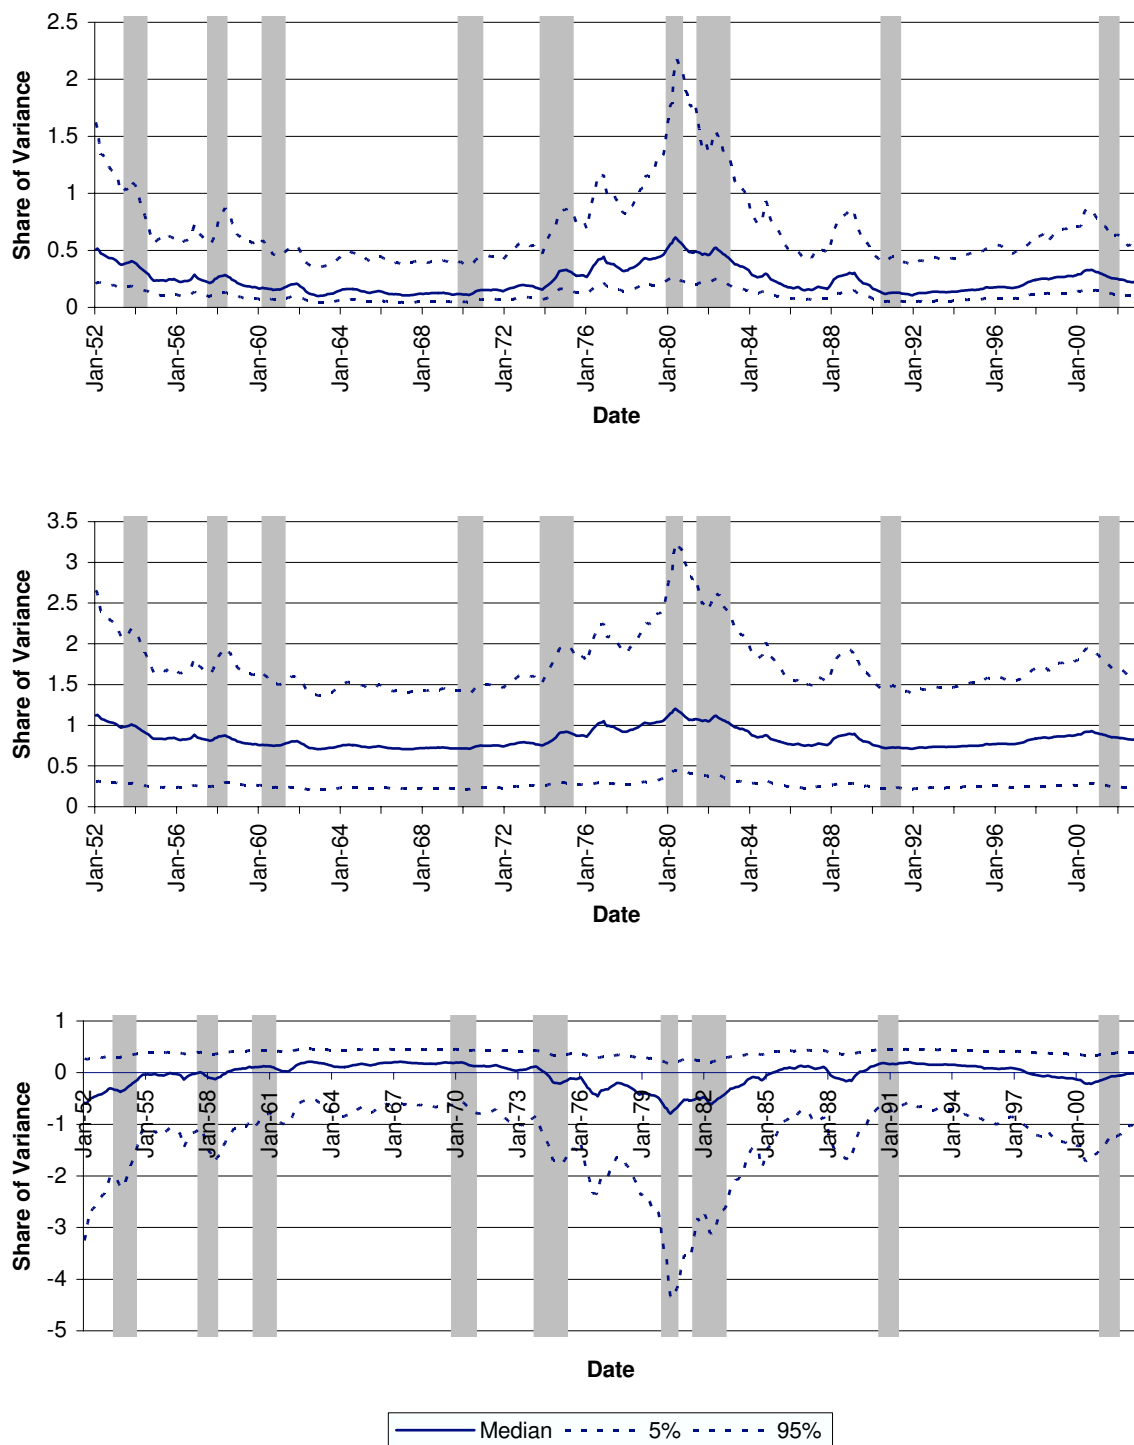 2.5
2
1.5
1
0.5
0
Share of Variance
Jan-52
Jan-56
Jan-60
Jan-64
Jan-68
Jan-72
Jan-76
Jan-80
Jan-84
Jan-88
Jan-92
Jan-96
Jan-00
Date
3.5
3
2.5
2
1.5
1
0.5
0
Share of Variance
Jan-52
Jan-56
Jan-60
Jan-64
Jan-68
Jan-72
Jan-76
Jan-80
Jan-84
Jan-88
Jan-92
Jan-96
Jan-00
Date
1
0
-1
-2
-3
-4
-5
Share of Variance
Jan-52
Jan-55
Jan-58
Jan-61
Jan-64
Jan-67
Jan-70
Jan-73
Jan-76
Jan-79
Jan-82
Jan-85
Jan-88
Jan-91
Jan-94
Jan-97
Jan-00
Date
Median 5% 95%